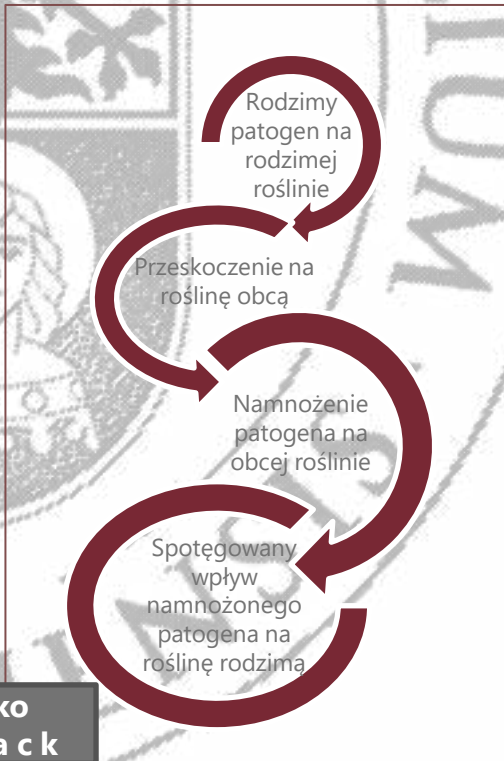 Rodzimy
patogen na
rodzimej
roślinie
Przeskoczenie na
roślinę obcą
Namnożenie
patogena na
obcej roślinie
Spotęgowany
wpływ
namnożonego
patogena na
roślinę rodzimą